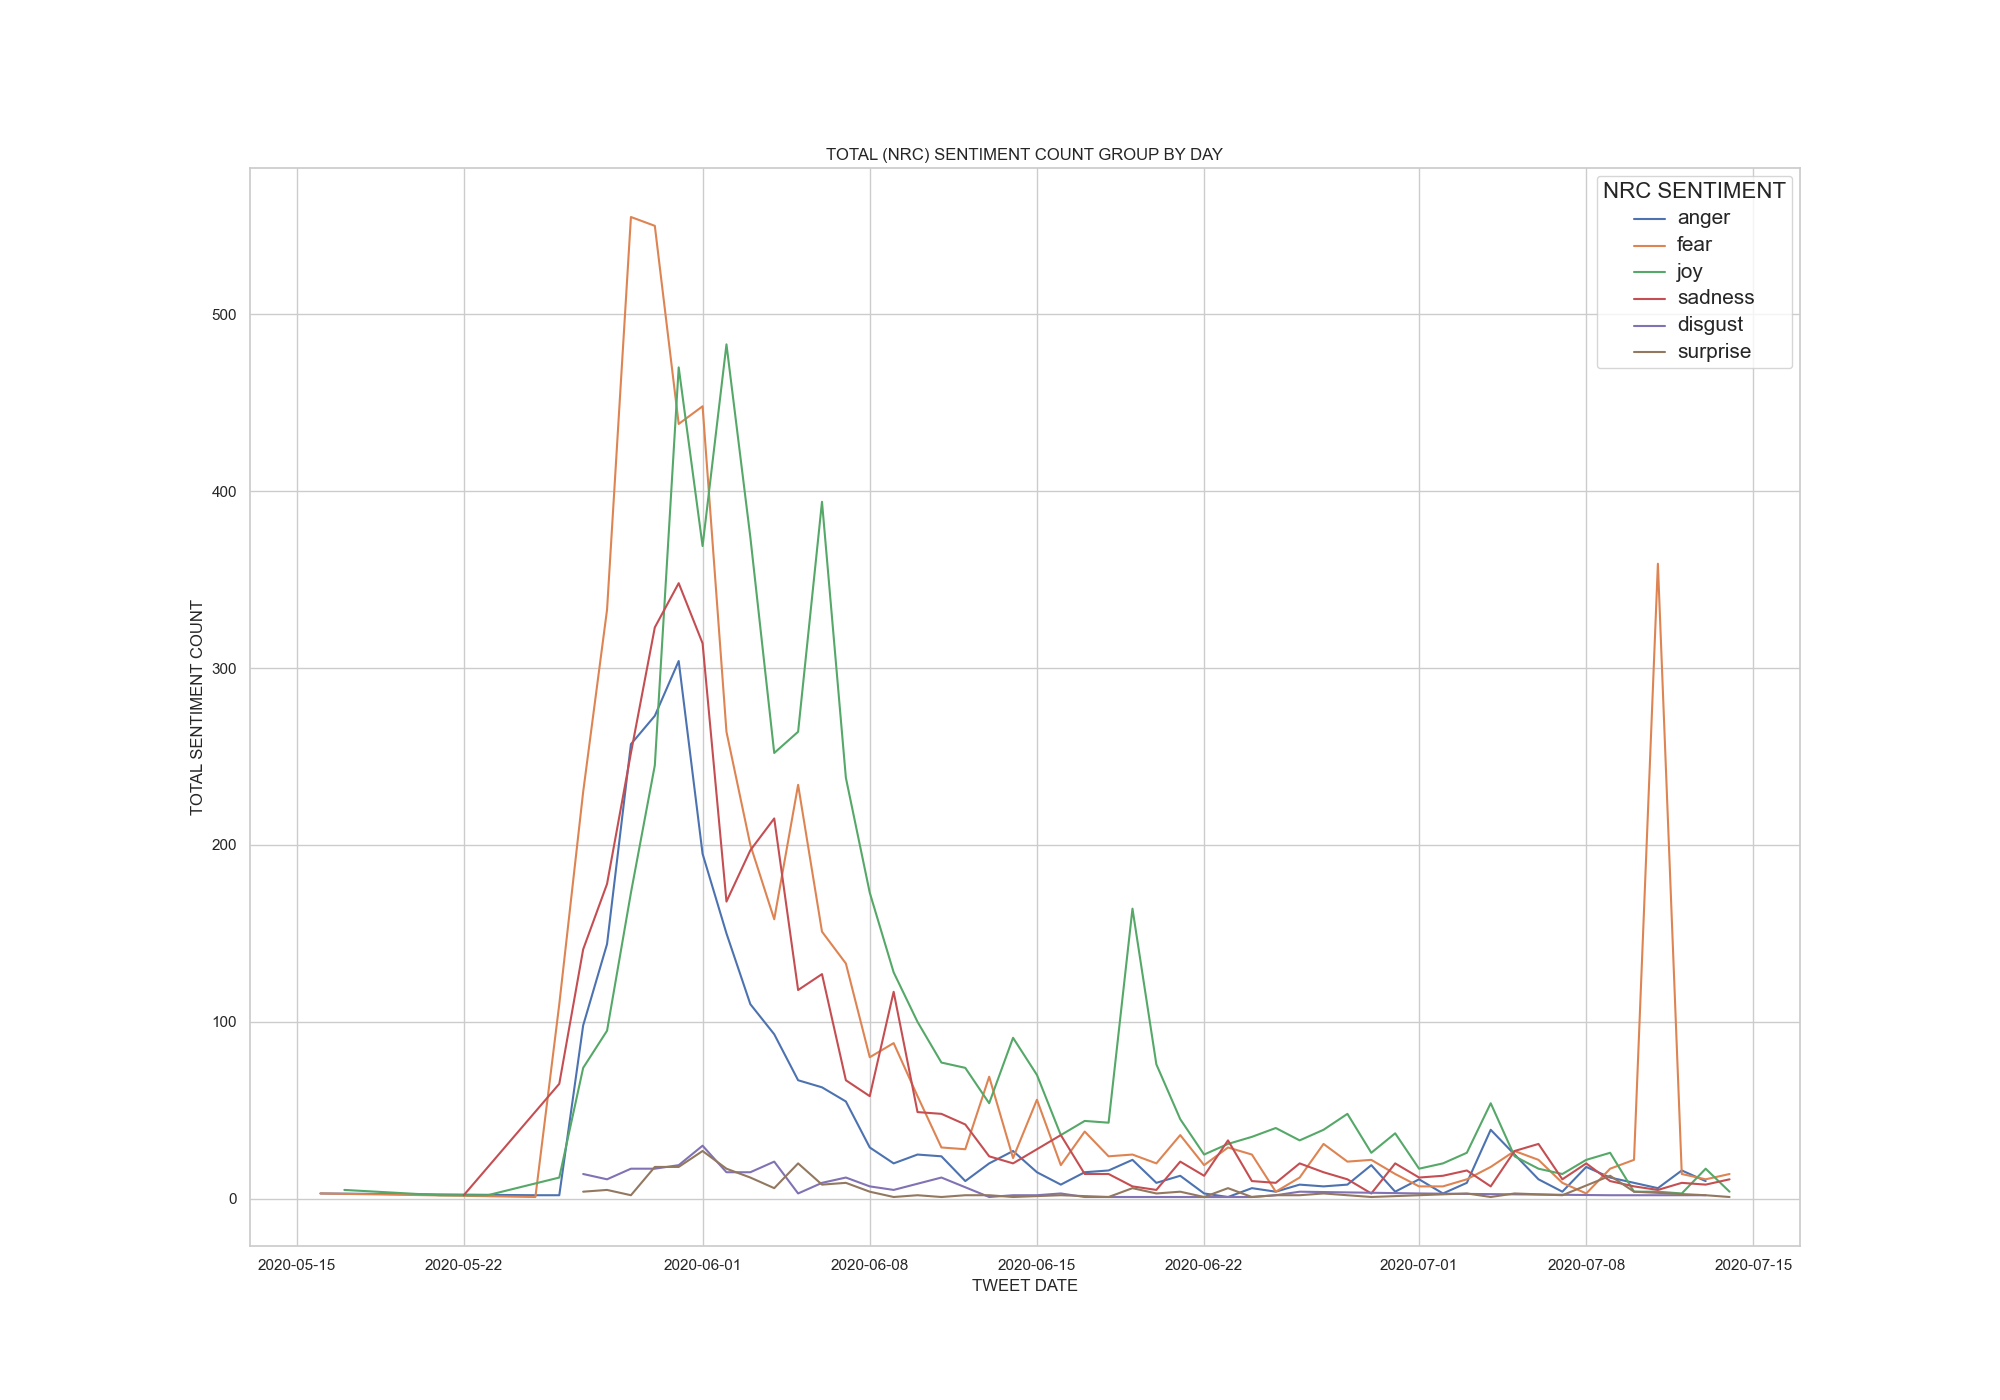 TOTAL (NRC) SENTIMENT COUNT GROUP BY DAY
NRC SENTIMENT
anger
fear
joy
sadness
disgust
surprise
TOTAL SENTIMENT COUNT
500
400
300
200
100
0
2020-05-15 2020-05-22 2020-06-01 2020-06-08 2020-06-15 2020-06-22 2020-07-01 2020-07-08 2020-07-15
TWEET DATE